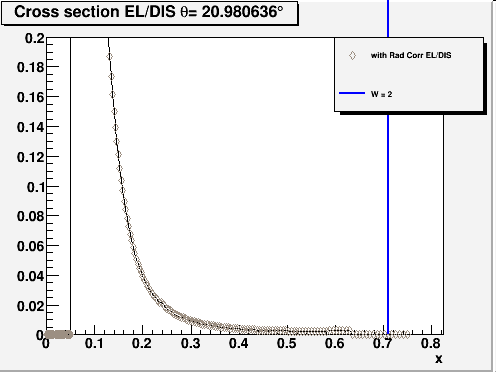 Cross section EL/DIS θ= 20.980636°
with Rad Corr EL/DIS
W = 2
0.2
0.18
0.16
0.14
0.12
0.1
0.08
0.06
0.04
0.02
0
0 0.1 0.2 0.3 0.4 0.5 0.6 0.7 0.8
x